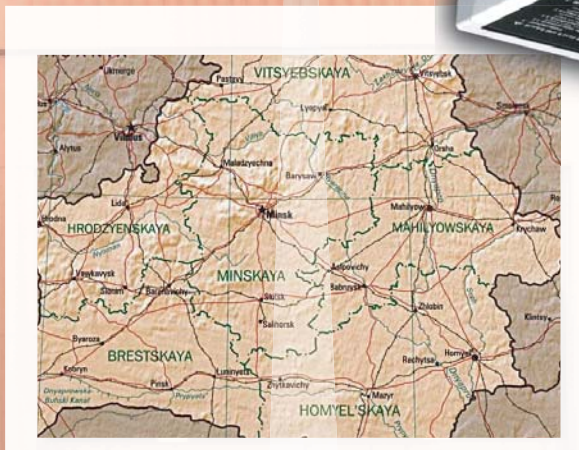 Ukmerge
Pastavy
VITSYEBSKAYA
Vitsyebsk
Lyepyel'
Smolensk
Vilnius
Alytus
Orsha
Maladzyechna
Barysaw
Dnyapro
Lida
Minsk
Mahilyow
Hrodna
HRODZYENSKAYA
MAHILYOWSKAYA
Krychaw
Nyoman
Vawkavysk
MINSKAYA
Asipovichy
Slonim
Baranavichy
Babruysk
Slutsk
Zhlobin
Salihorsk
Klintsy
Byaroza
BRESTSKAYA
Homyel'
Rechytsa
Kobryn
Luninyets
Pinsk
Zhytkavichy
Dnyaprowska-
Buhski Kanal
Prypyats'
Mazyr
HOMYEL'SKAYA